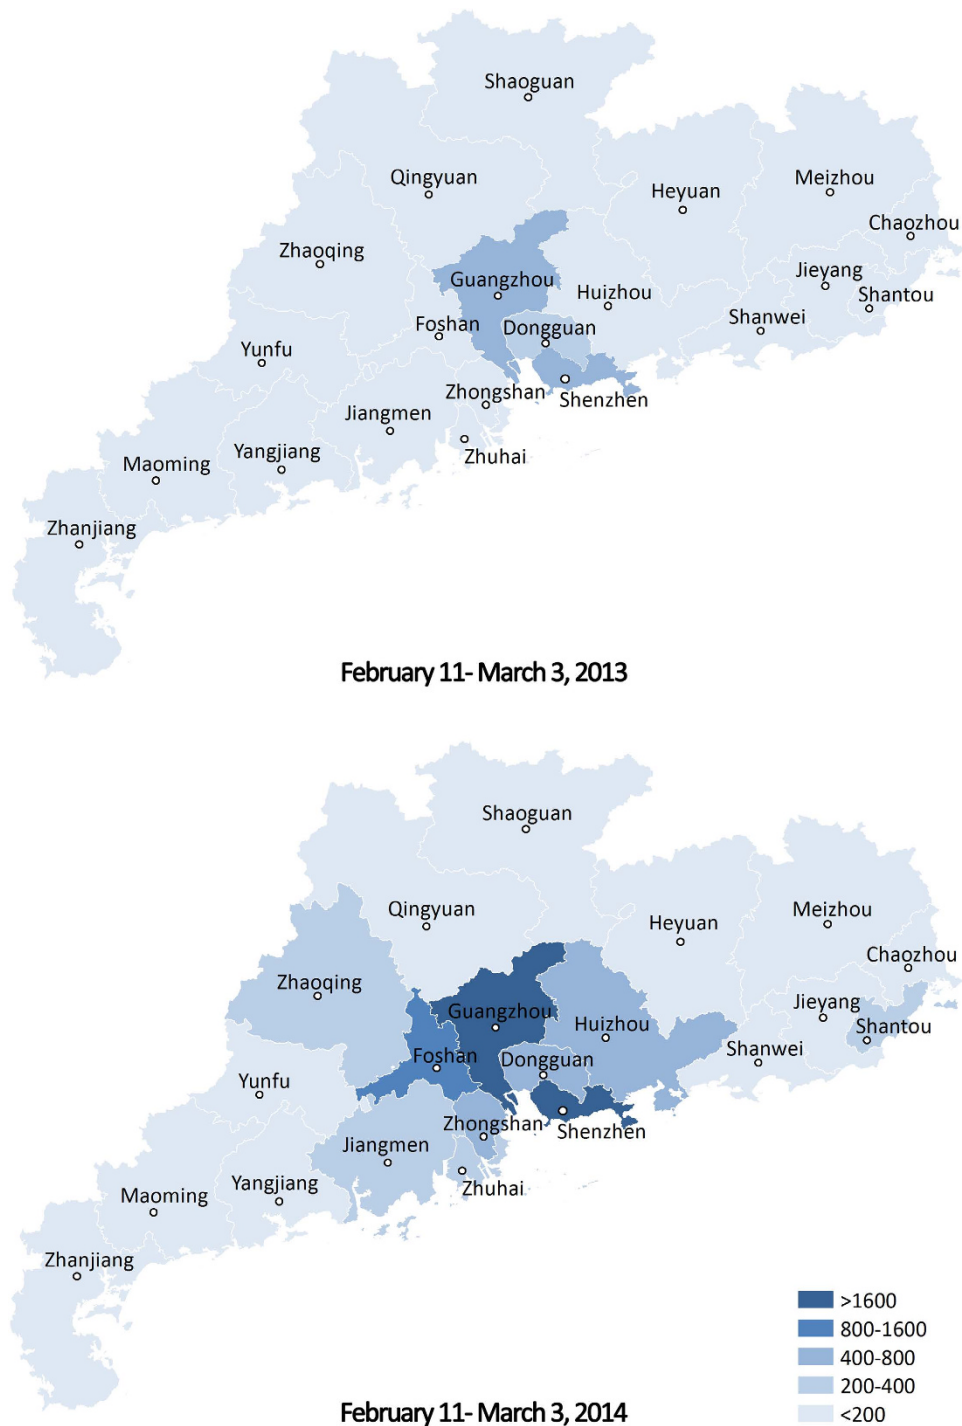 Shaoguan
Qingyuan
Heyuan
Meizhou
Chaozhou
Zhaoqing
Guangzhou
Huizhou
Jieyang
Shantou
Foshan
Dongguan
Shanwei
Yunfu
Zhongshan
Shenzhen
Jiangmen
Zhuhai
Yangjiang
Maoming
Zhanjiang
February 11- March 3, 2013
Shaoguan
Qingyuan
Heyuan
Meizhou
Chaozhou
Zhaoqing
Guangzhou
Huizhou
Jieyang
Shantou
Foshan
Dongguan
Shanwei
Yunfu
Zhongshan
Shenzhen
Jiangmen
Zhuhai
Yangjiang
Maoming
Zhanjiang
>1600
800-1600
400-800
200-400
<200
February 11- March 3, 2014